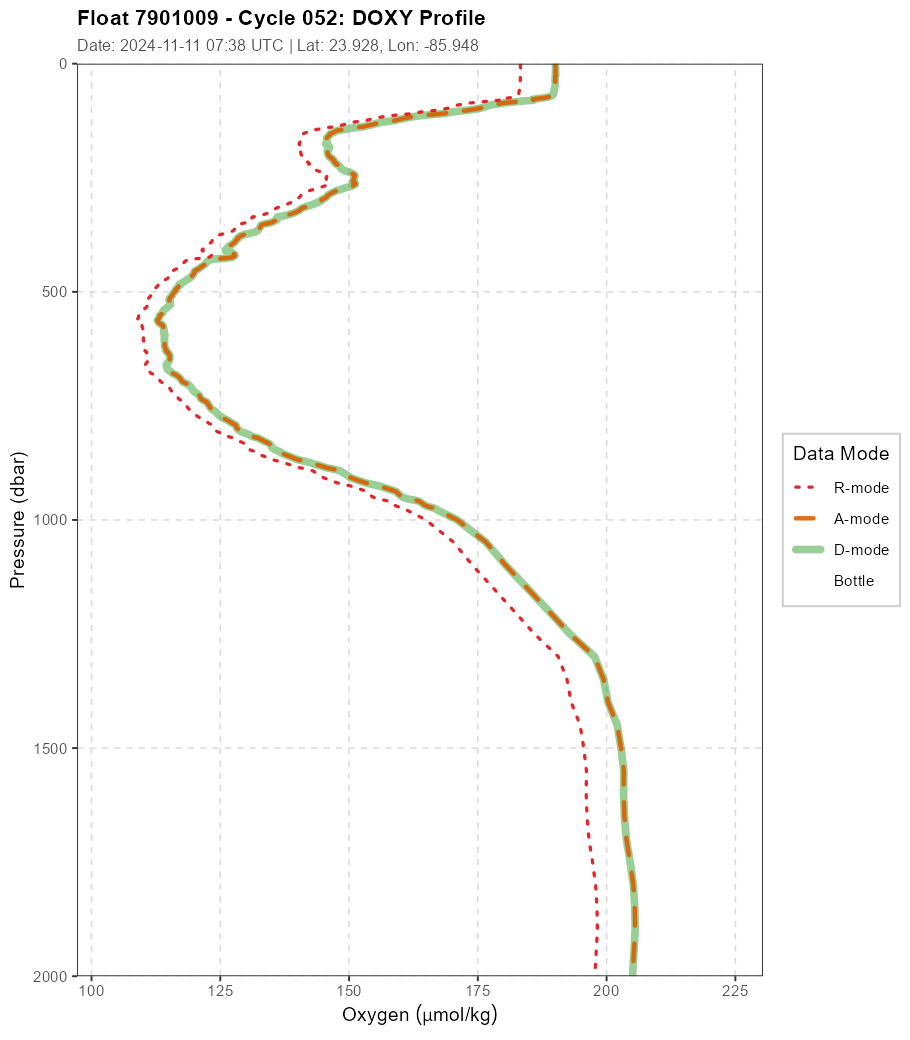 Float 7901009 - Cycle 052: DOXY Profile
Date: 2024-11-11 07:38 UTC | Lat: 23.928, Lon: -85.948
0
500
1000
1500
2000
Pressure (dbar)
100 125 150 175 200 225
Oxygen (μmol/kg)
Data Mode
R-mode
A-mode
D-mode
Bottle